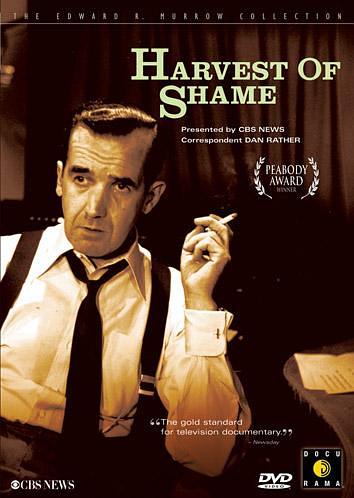 THE EDWARD R. MURROW COLLECTION
HARVEST OF
SHAME
Presented by CBS NEWS
Correspondent DAN RATHER
PEABODY
AWARD
WINNER
“The gold standard
for television documentary.”
– Newsday
CBS NEWS
DVD
VIDEO
DOCU
RAMA